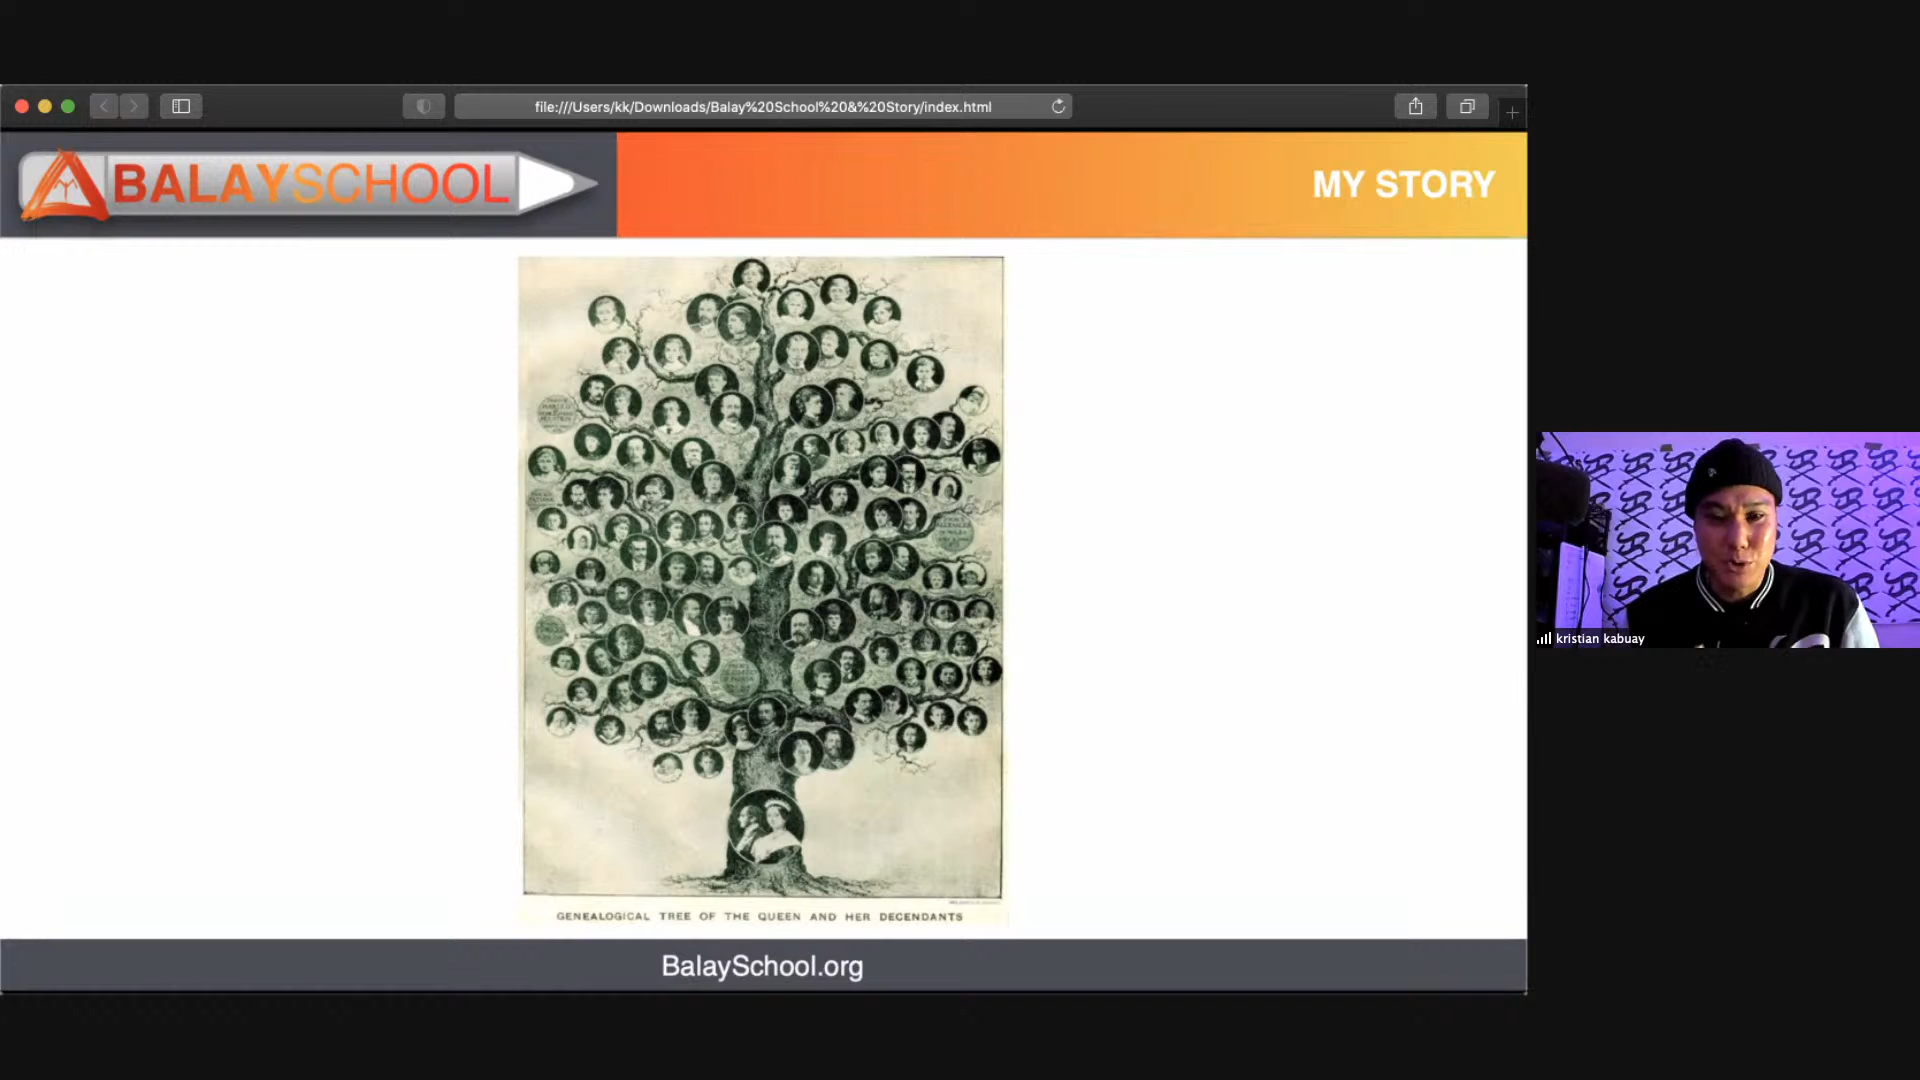 file:///Users/kk/Downloads/Balay%20School%20&%20Story/index.html
BALAYSCHOOL
MY STORY
GENEALOGICAL TREE OF THE QUEEN AND HER DECENDANTS
BalaySchool.org
kristian kabuay